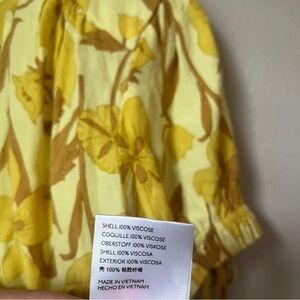 SHELL 100% VISCOSE
COQUILLE 100% VISCOSE
OBERSTOFF 100% VISKOSE
SHELL 100% VISCOSA
EXTERIOR 100% VISCOSA
壳 100% 粘胶纤维
MADE IN VIETNAM
HECHO EN VIETNAM